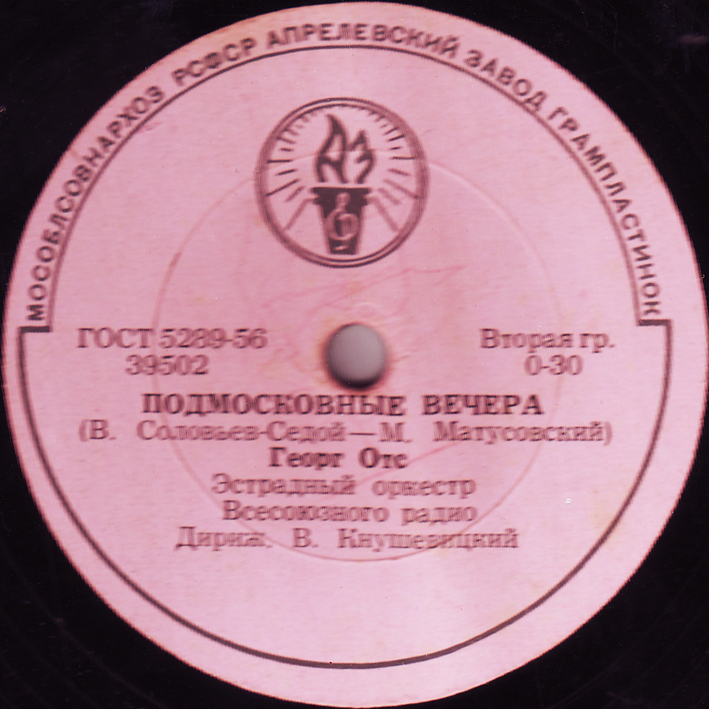 МОСОБЛСОВНАРХОЗ РСФСР АПРЕЛЕВСКИЙ ЗАВОД ГРАМПЛАСТИНОК
АЗ
ГОСТ 5289-56 Вторая гр.
39502 0-30
ПОДМОСКОВНЫЕ ВЕЧЕРА
(В. Соловьев-Седой—М. Матусовский)
Георг Отс
Эстрадный оркестр
Всесоюзного радио
Дириж. В. Кнушевицкий